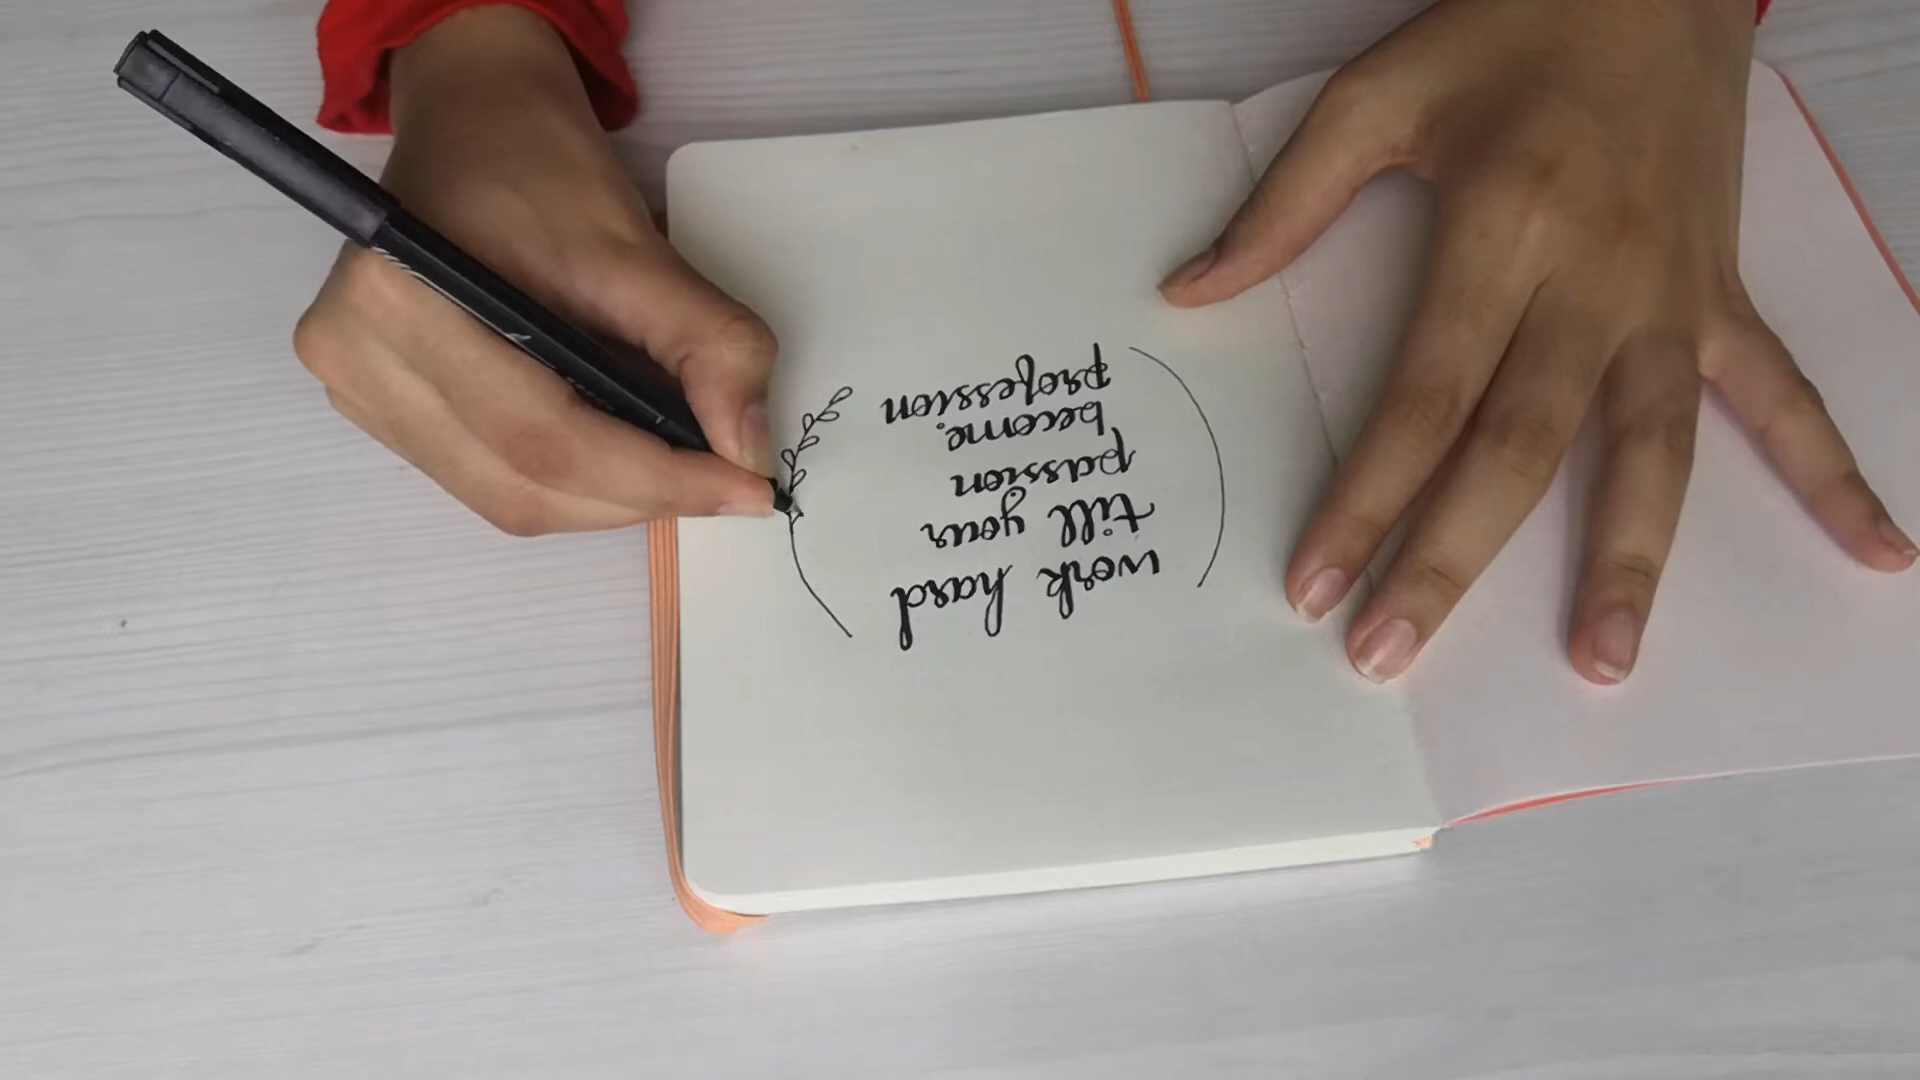 work hard
till your
passion
become.
profession